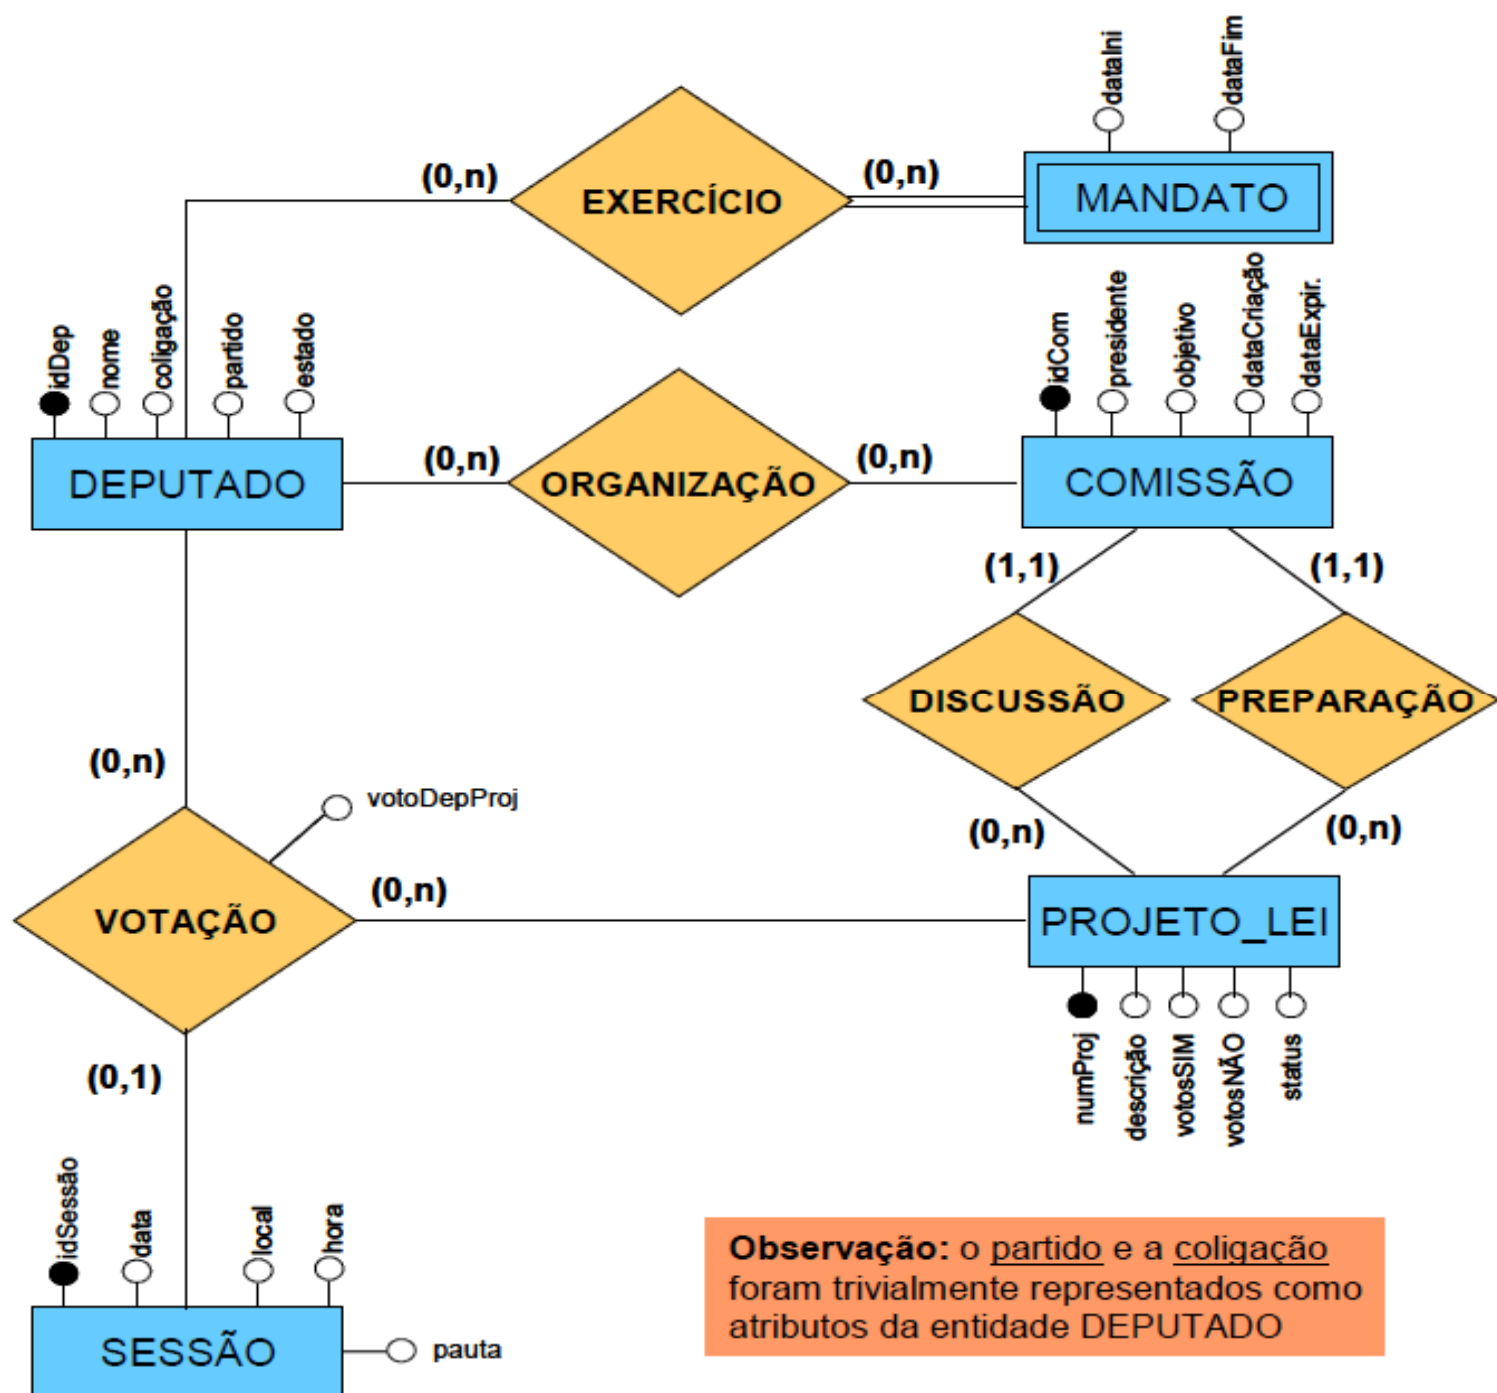 dataIni
dataFim
(0,n)
EXERCÍCIO
(0,n)
MANDATO
idDep
nome
coligação
partido
estado
idCom
presidente
objetivo
dataCriação
dataExpir.
DEPUTADO
(0,n)
ORGANIZAÇÃO
(0,n)
COMISSÃO
(1,1)
(1,1)
DISCUSSÃO
PREPARAÇÃO
(0,n)
votoDepProj
(0,n)
(0,n)
VOTAÇÃO
(0,n)
PROJETO_LEI
numProj
descrição
votosSIM
votosNÃO
status
(0,1)
idSessão
data
local
hora
SESSÃO
pauta
Observação: o partido e a coligação
foram trivialmente representados como
atributos da entidade DEPUTADO